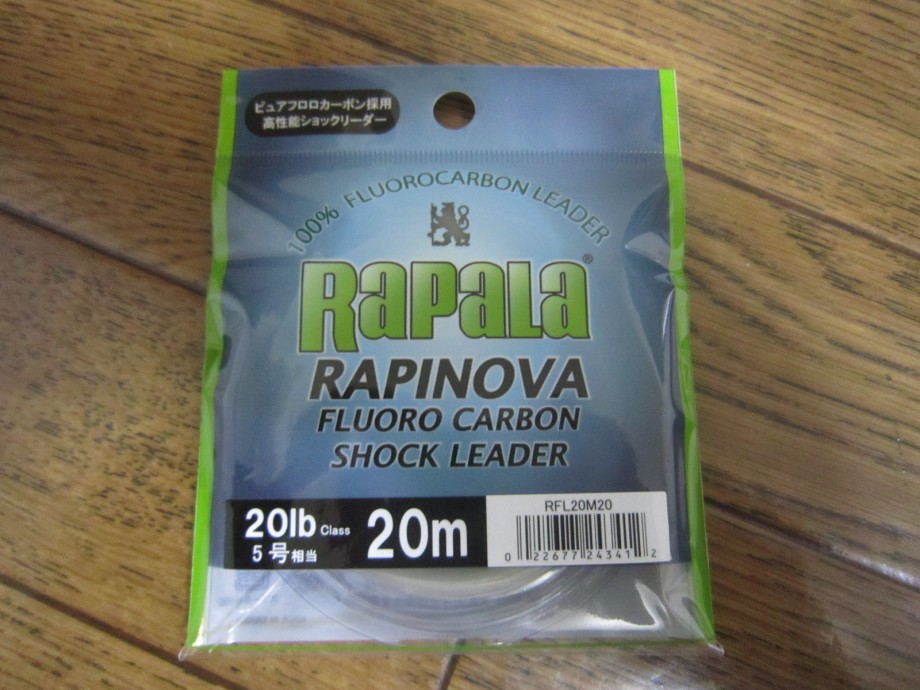 ピュアフロロカーボン採用
高性能ショックリーダー
100% FLUOROCARBON LEADER
RAPALA®
RAPINOVA
FLUORO CARBON
SHOCK LEADER
20lb Class
5号相当
20m
RFL20M20
0 22677 24341 2